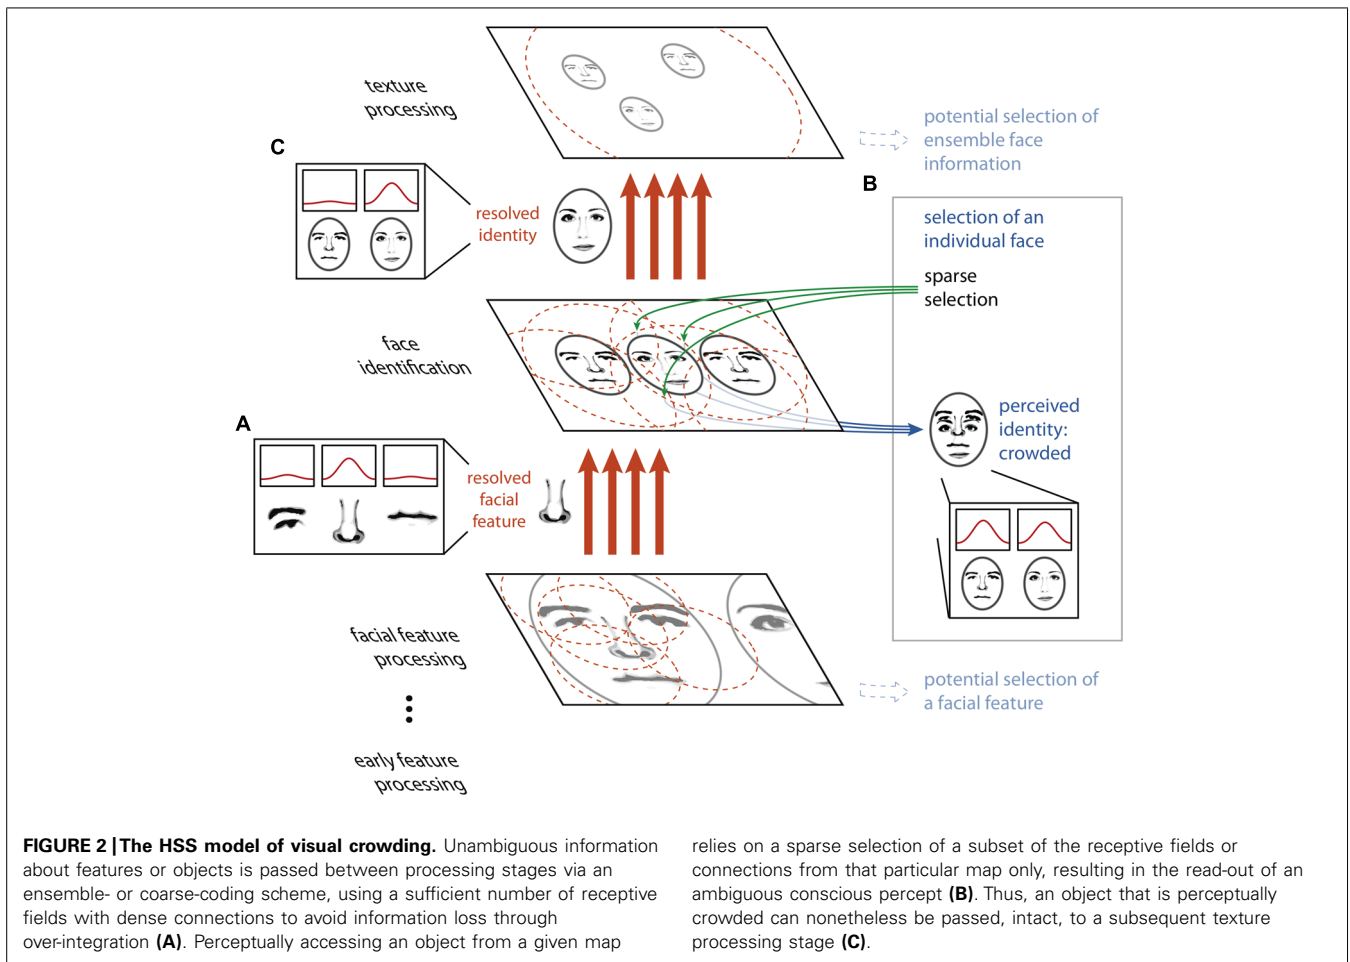 texture
processing
potential selection of
ensemble face
information
C
B
resolved
identity
selection of an
individual face
sparse
selection
face
identification
perceived
identity:
crowded
A
resolved
facial
feature
facial feature
processing
potential selection of
a facial feature
early feature
processing
FIGURE 2 | The HSS model of visual crowding. Unambiguous information
about features or objects is passed between processing stages via an
ensemble- or coarse-coding scheme, using a sufficient number of receptive
fields with dense connections to avoid information loss through
over-integration (A). Perceptually accessing an object from a given map
relies on a sparse selection of a subset of the receptive fields or
connections from that particular map only, resulting in the read-out of an
ambiguous conscious percept (B). Thus, an object that is perceptually
crowded can nonetheless be passed, intact, to a subsequent texture
processing stage (C).